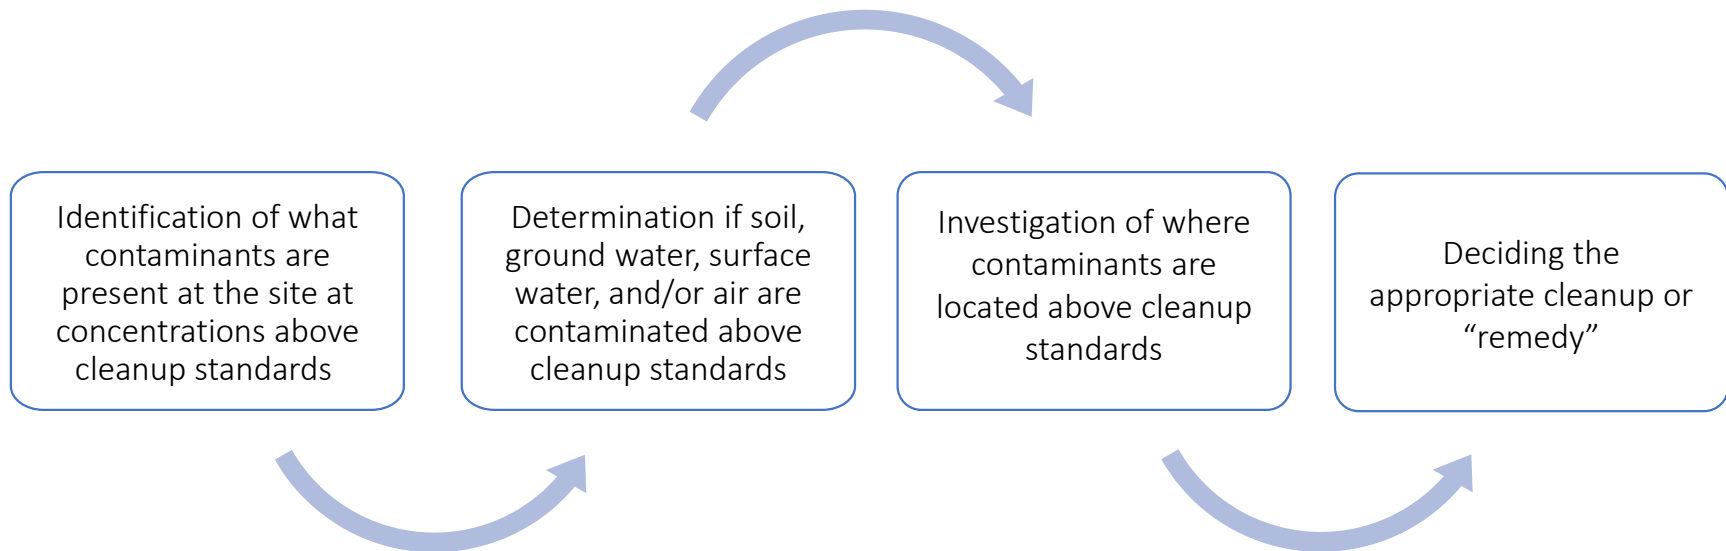 Identification of what
contaminants are
present at the site at
concentrations above
cleanup standards
Determination if soil,
ground water, surface
water, and/or air are
contaminated above
cleanup standards
Investigation of where
contaminants are
located above cleanup
standards
Deciding the
appropriate cleanup or
“remedy”